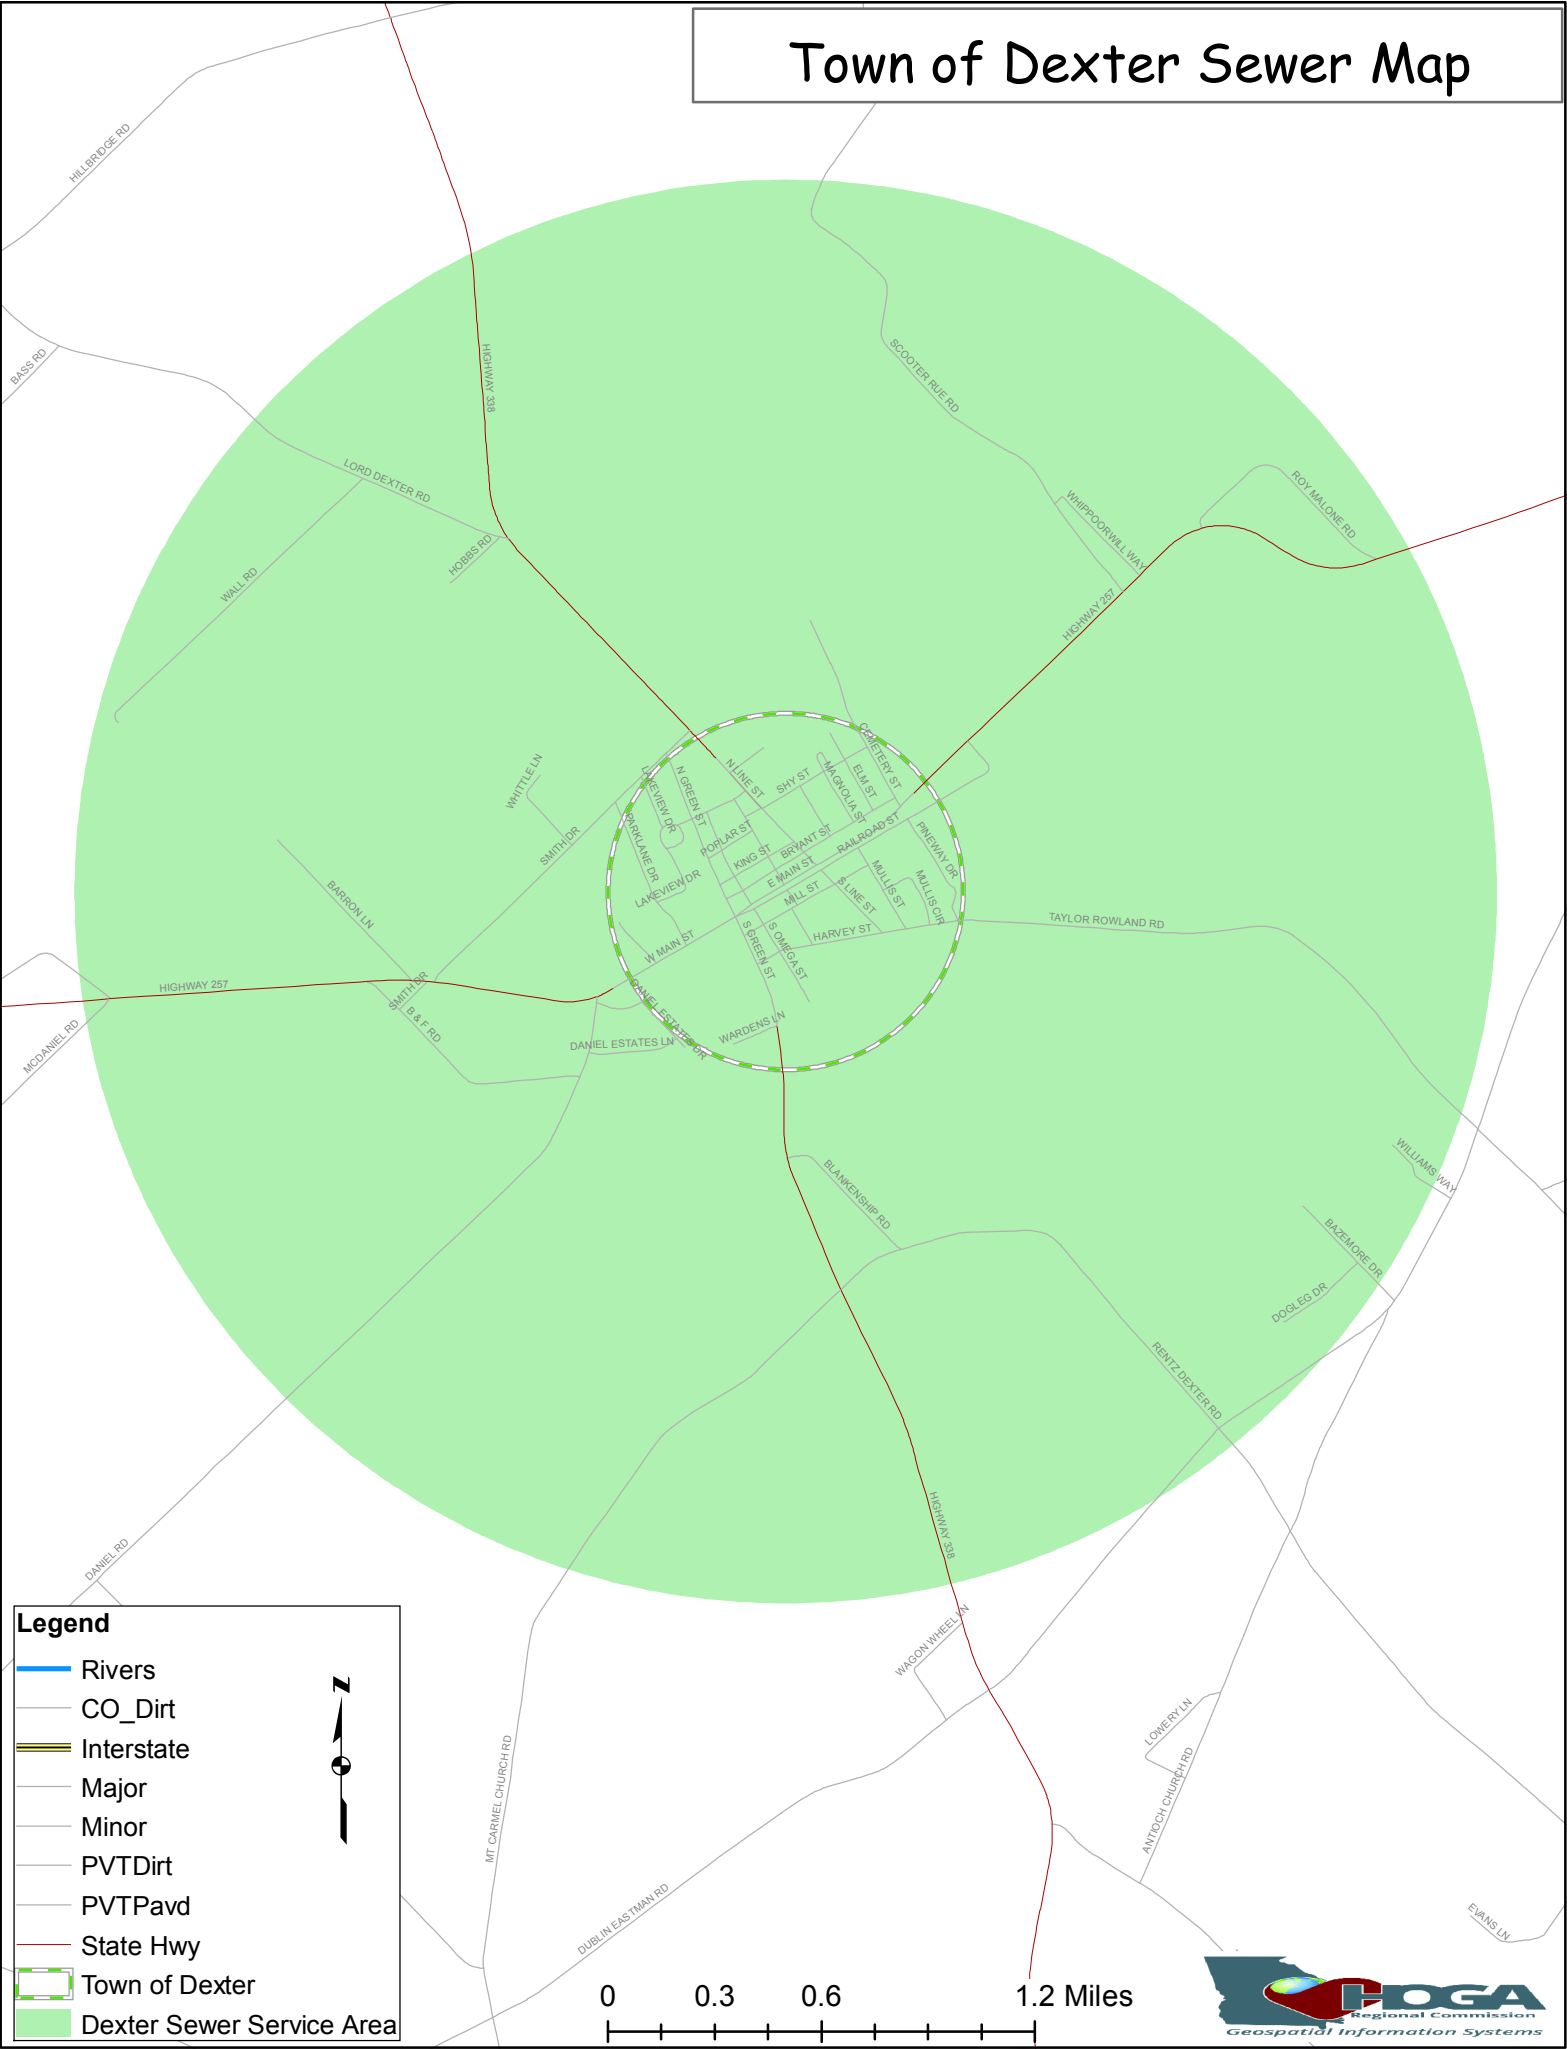 Town of Dexter Sewer Map
HILLBRIDGE RD
BASS RD
HIGHWAY 338
SCOOTER RUE RD
LORD DEXTER RD
HOBBS RD
WALL RD
WHIPPOORWILL WAY
ROY MALONE RD
HIGHWAY 257
WHITTLE LN
SMITH DR
BARRON LN
LAKEVIEW DR
N GREEN ST
N LINE ST
SHY ST
CEMETERY ST
ELM ST
MAGNOLIA ST
PARKLANE DR
POPLAR ST
KING ST
BRYANT ST
RAILROAD ST
PINEWAY DR
E MAIN ST
LAKEVIEW DR
MILL ST
S LINE ST
MULLIS ST
MULLIS CIR
W MAIN ST
S GREEN ST
S OMEGA ST
HARVEY ST
TAYLOR ROWLAND RD
HIGHWAY 257
SMITH DR
B & F RD
MCDANIEL RD
DANIEL ESTATES DR
DANIEL ESTATES LN
WARDENS LN
BLANKENSHIP RD
WILLIAMS WAY
BAZEMORE DR
DOGLEG DR
RENTZ DEXTER RD
HIGHWAY 338
DANIEL RD
WAGON WHEEL LN
LOWERY LN
ANTIOCH CHURCH RD
MT CARMEL CHURCH RD
DUBLIN EASTMAN RD
EVANS LN
Legend
Rivers
CO_Dirt
Interstate
Major
Minor
PVTDirt
PVTPavd
State Hwy
Town of Dexter
Dexter Sewer Service Area
N
0 0.3 0.6 1.2 Miles
HOGA
Regional Commission
Geospatial Information Systems